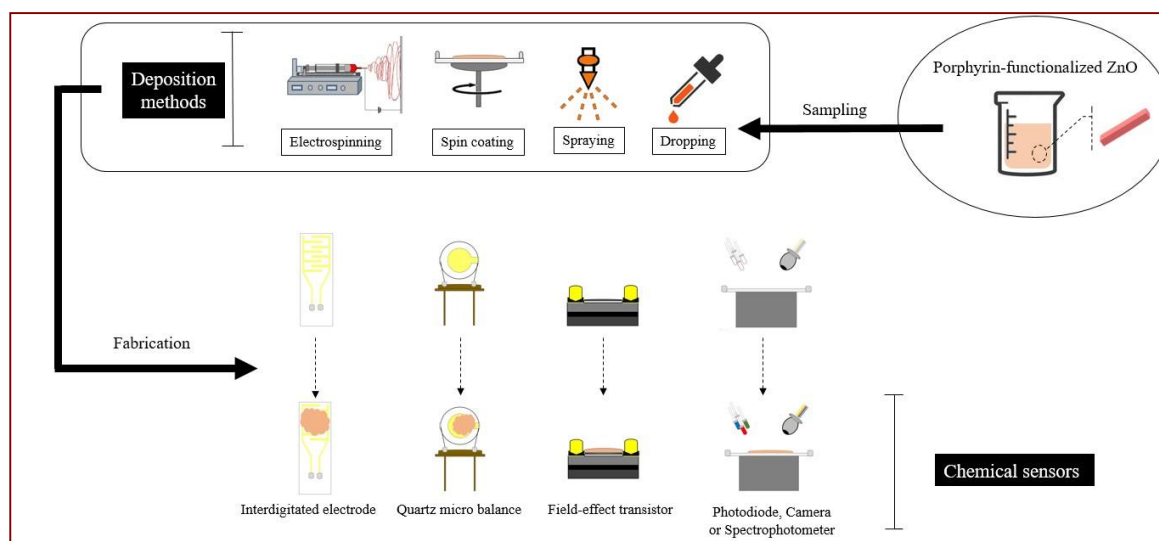 Deposition
methods
Electrospinning
Spin coating
Spraying
Dropping
Sampling
Porphyrin-functionalized ZnO
Fabrication
Interdigitated electrode
Quartz micro balance
Field-effect transistor
Photodiode, Camera
or Spectrophotometer
Chemical sensors